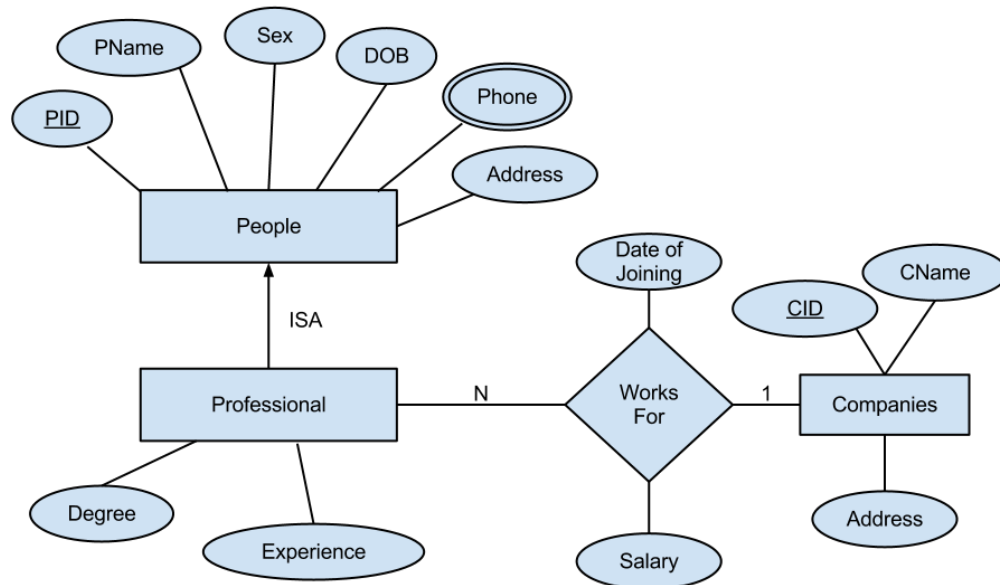 Sex
PName
DOB
Phone
PID
Address
People
Date of
Joining
CName
CID
ISA
Works
For
N
1
Professional
Companies
Degree
Address
Experience
Salary